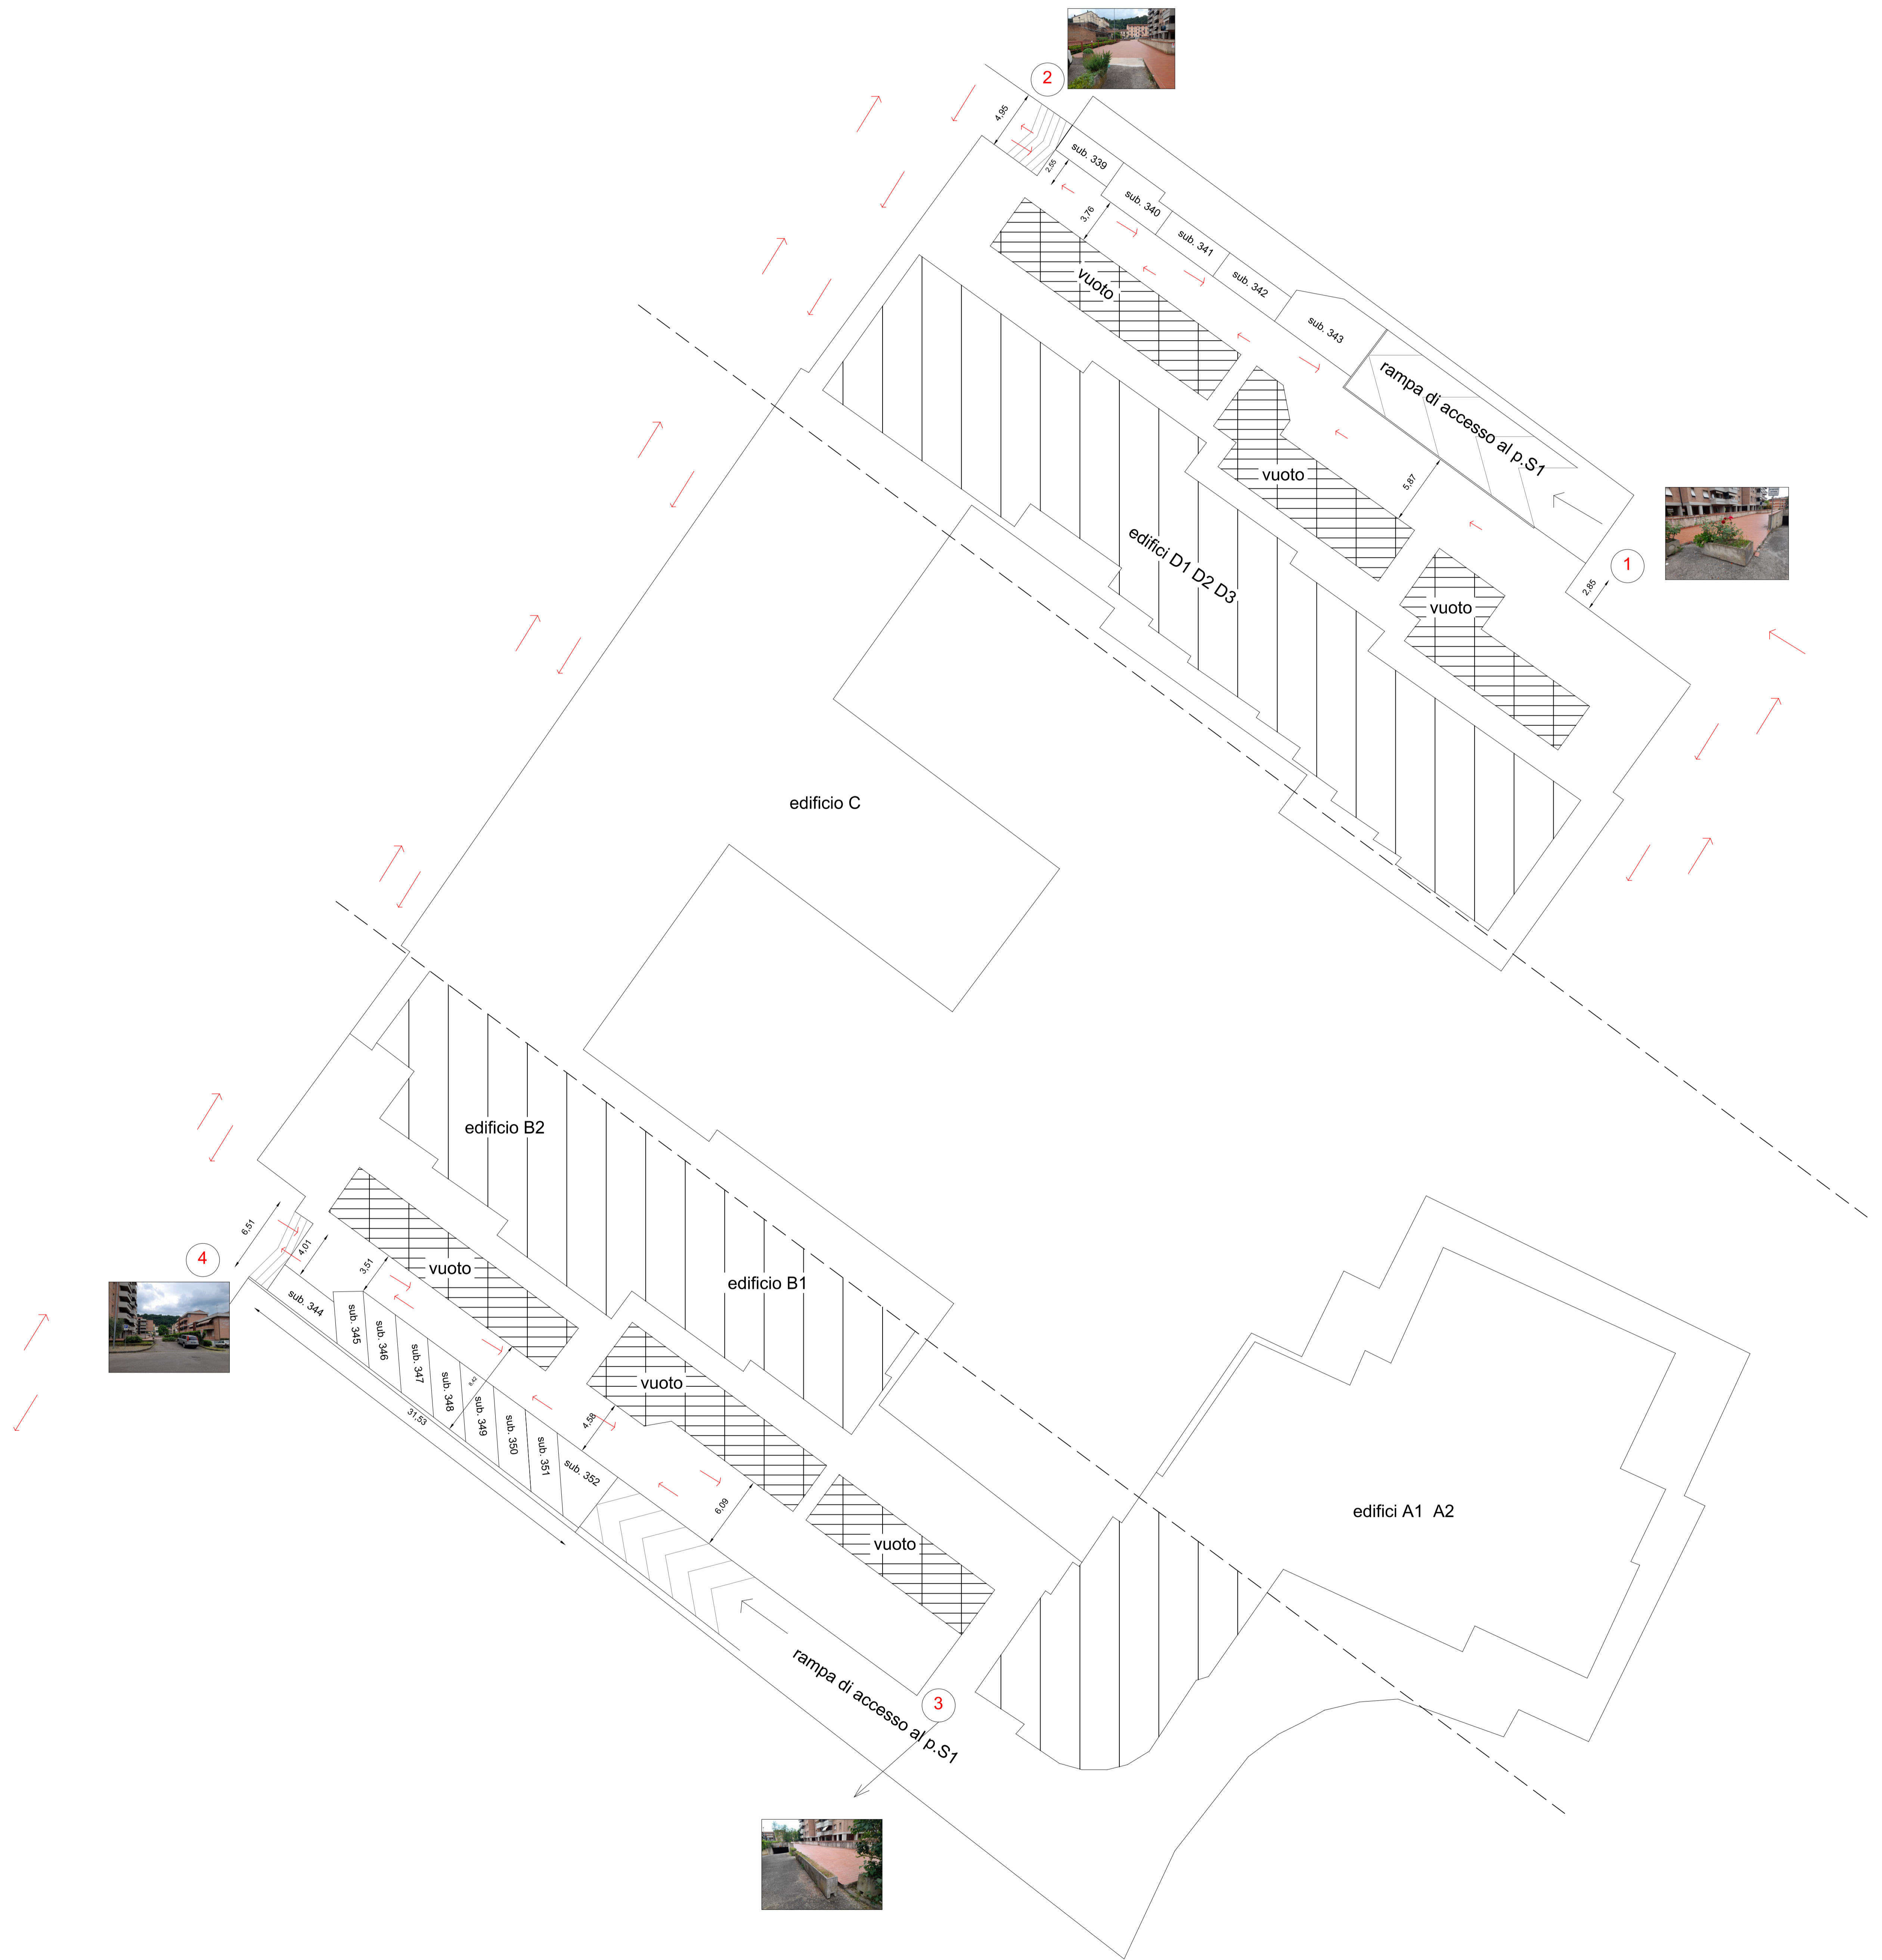 2
4,95
sub. 339
2,55
sub. 340
3,76
sub. 341
sub. 342
vuoto
sub. 343
rampa di accesso al p.S1
vuoto
5,87
edifici D1 D2 D3
1
2,85
vuoto
edificio C
edificio B2
6,51
4,01
4
3,51
vuoto
edificio B1
sub. 344
sub. 345
sub. 346
sub. 347
sub. 348
8,42
sub. 349
sub. 350
sub. 351
sub. 352
31,53
vuoto
4,58
6,09
vuoto
edifici A1 A2
rampa di accesso al p.S1
3